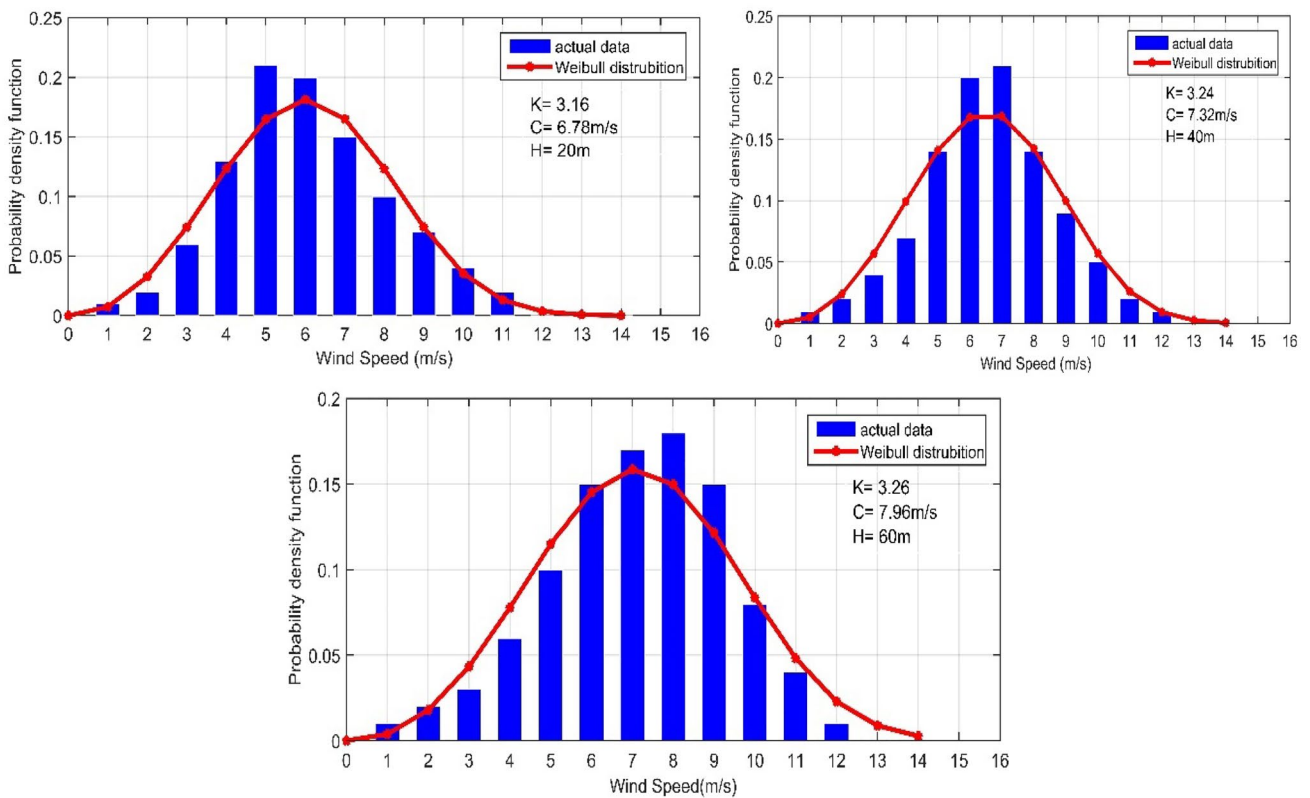 0.25
0.2
0.15
0.1
0.05
0
Probability density function
actual data
Weibull distrubition
K= 3.16
C= 6.78m/s
H= 20m
0 1 2 3 4 5 6 7 8 9 10 11 12 13 14 15 16
Wind Speed (m/s)
0.25
0.2
0.15
0.1
0.05
0
Probability density function
actual data
Weibull distrubition
K= 3.24
C= 7.32m/s
H= 40m
0 1 2 3 4 5 6 7 8 9 10 11 12 13 14 15 16
Wind Speed (m/s)
0.2
0.15
0.1
0.05
0
Probability density function
actual data
Weibull distrubition
K= 3.26
C= 7.96m/s
H= 60m
0 1 2 3 4 5 6 7 8 9 10 11 12 13 14 15 16
Wind Speed(m/s)